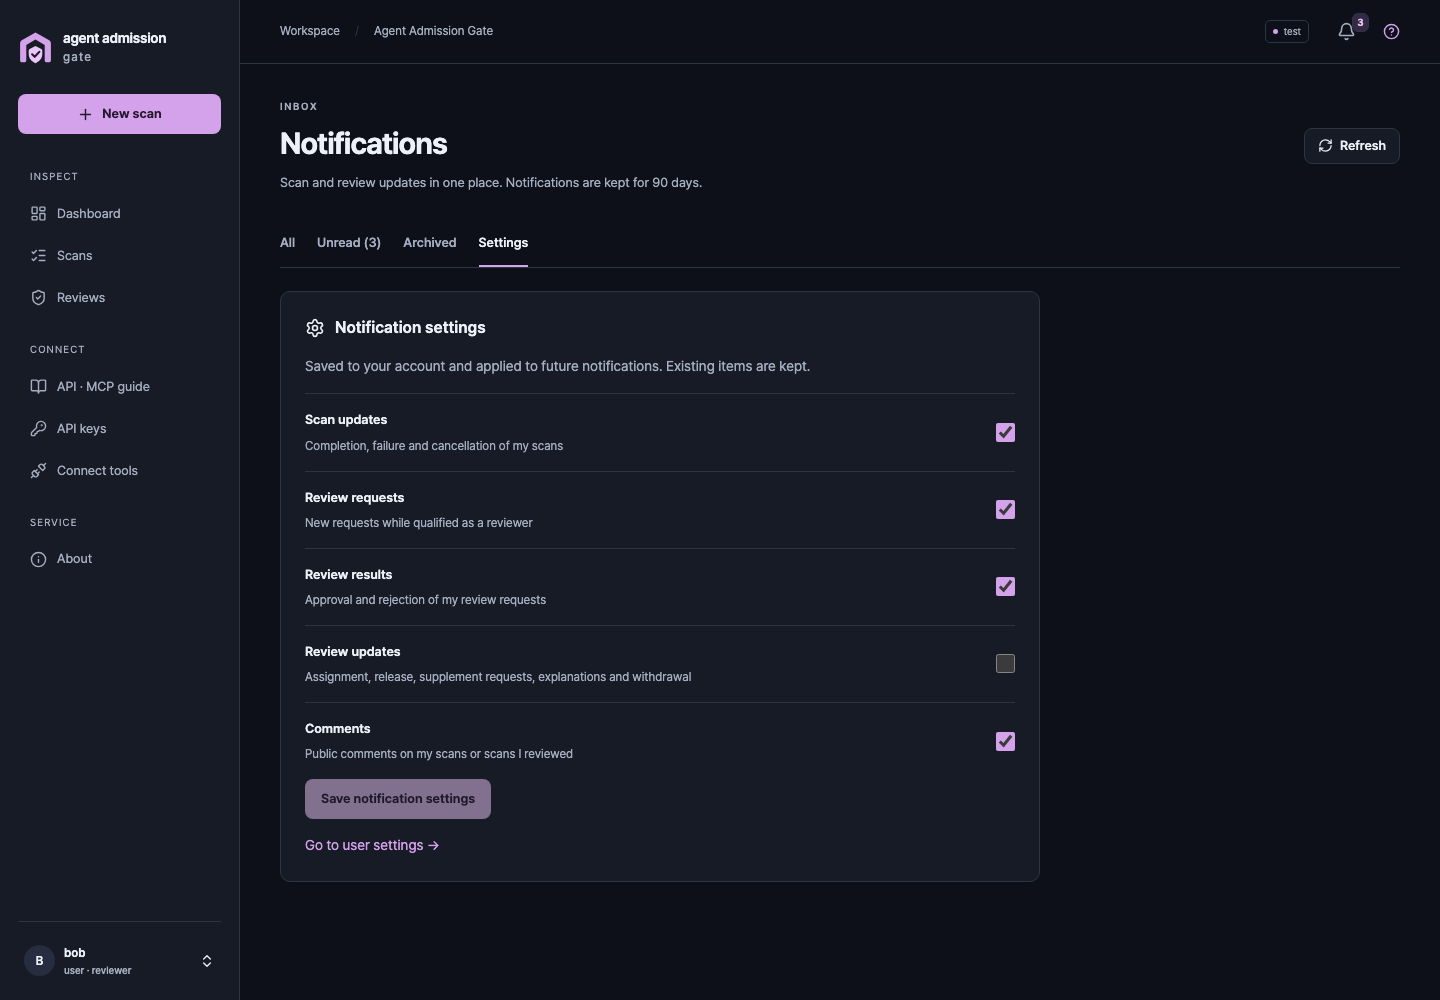 agent admission
gate
New scan
INSPECT
Dashboard
Scans
Reviews
CONNECT
API · MCP guide
API keys
Connect tools
SERVICE
About
B
bob
user · reviewer
Workspace / Agent Admission Gate
test
3
INBOX
Notifications
Refresh
Scan and review updates in one place. Notifications are kept for 90 days.
All
Unread (3)
Archived
Settings
Notification settings
Saved to your account and applied to future notifications. Existing items are kept.
Scan updates
Completion, failure and cancellation of my scans
Review requests
New requests while qualified as a reviewer
Review results
Approval and rejection of my review requests
Review updates
Assignment, release, supplement requests, explanations and withdrawal
Comments
Public comments on my scans or scans I reviewed
Save notification settings
Go to user settings →